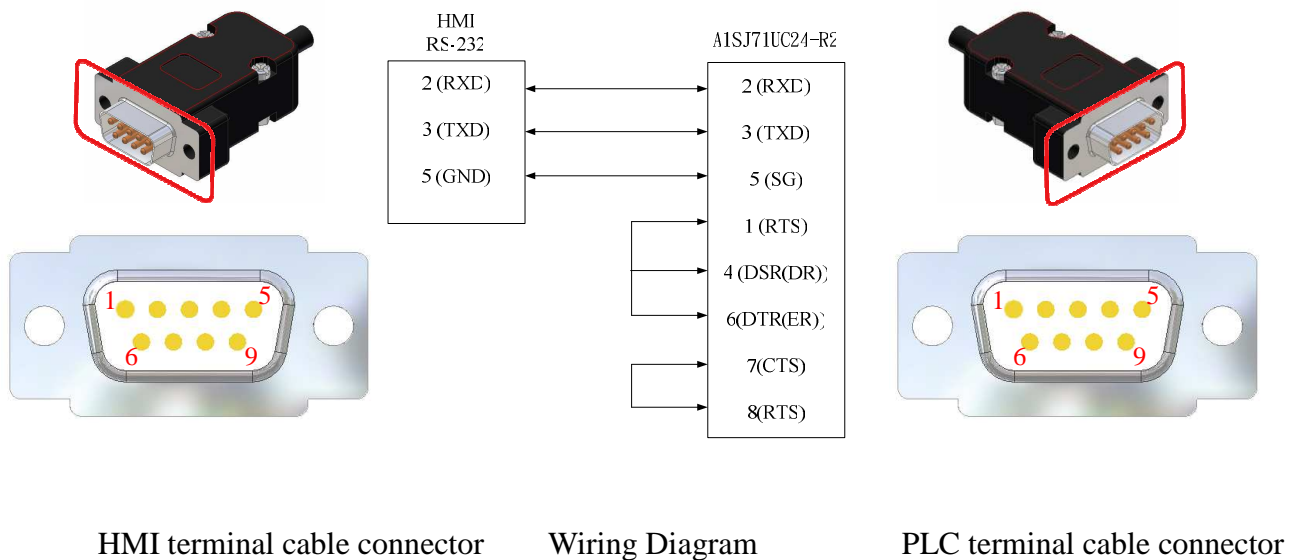 HMI
RS-232
A1SJ71UC24-R2
2 (RXD)
3 (TXD)
5 (GND)
2 (RXD)
3 (TXD)
5 (SG)
1 (RTS)
4 (DSR(DR))
6(DTR(ER))
7(CTS)
8(RTS)
1
5
6
9
1
5
6
9
HMI terminal cable connector
Wiring Diagram
PLC terminal cable connector